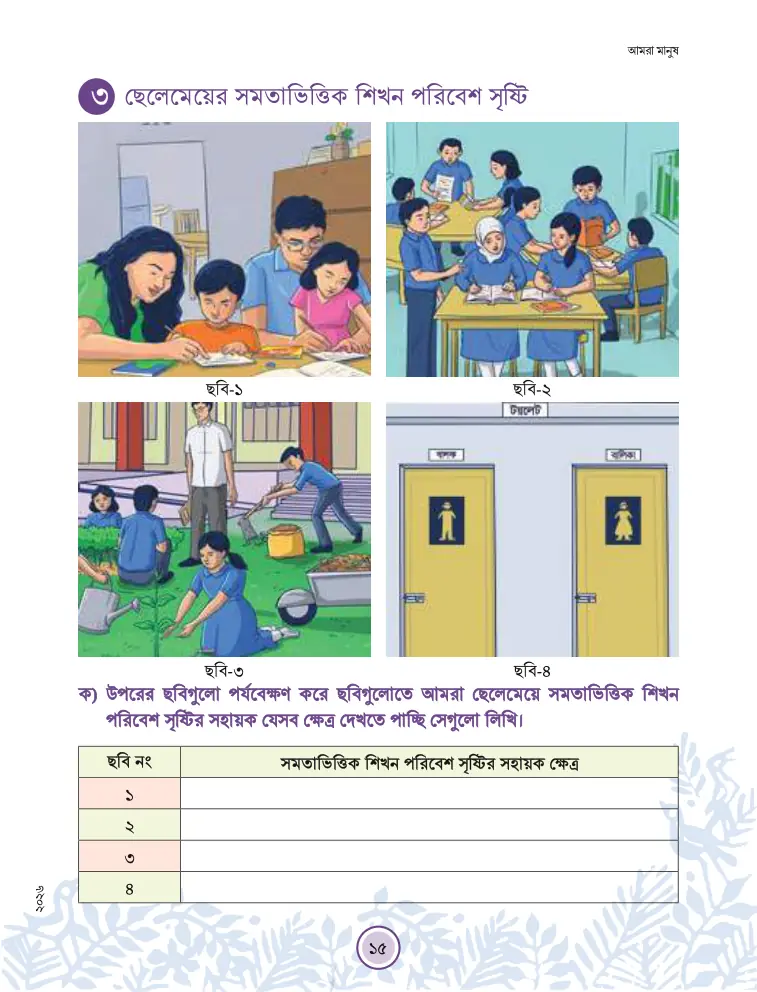 আমরা মানুষ
৩ ছেলেমেয়ের সমতাভিত্তিক শিখন পরিবেশ সৃষ্টি
ছবি-১
ছবি-২
টয়লেট
বালক
বালিকা
ছবি-৩
ছবি-৪
ক) উপরের ছবিগুলো পর্যবেক্ষণ করে ছবিগুলোতে আমরা ছেলেমেয়ে সমতাভিত্তিক শিখন
পরিবেশ সৃষ্টির সহায়ক যেসব ক্ষেত্র দেখতে পাচ্ছি সেগুলো লিখি।
ছবি নং
সমতাভিত্তিক শিখন পরিবেশ সৃষ্টির সহায়ক ক্ষেত্র
১
২
৩
৪
২০২৬
১৫